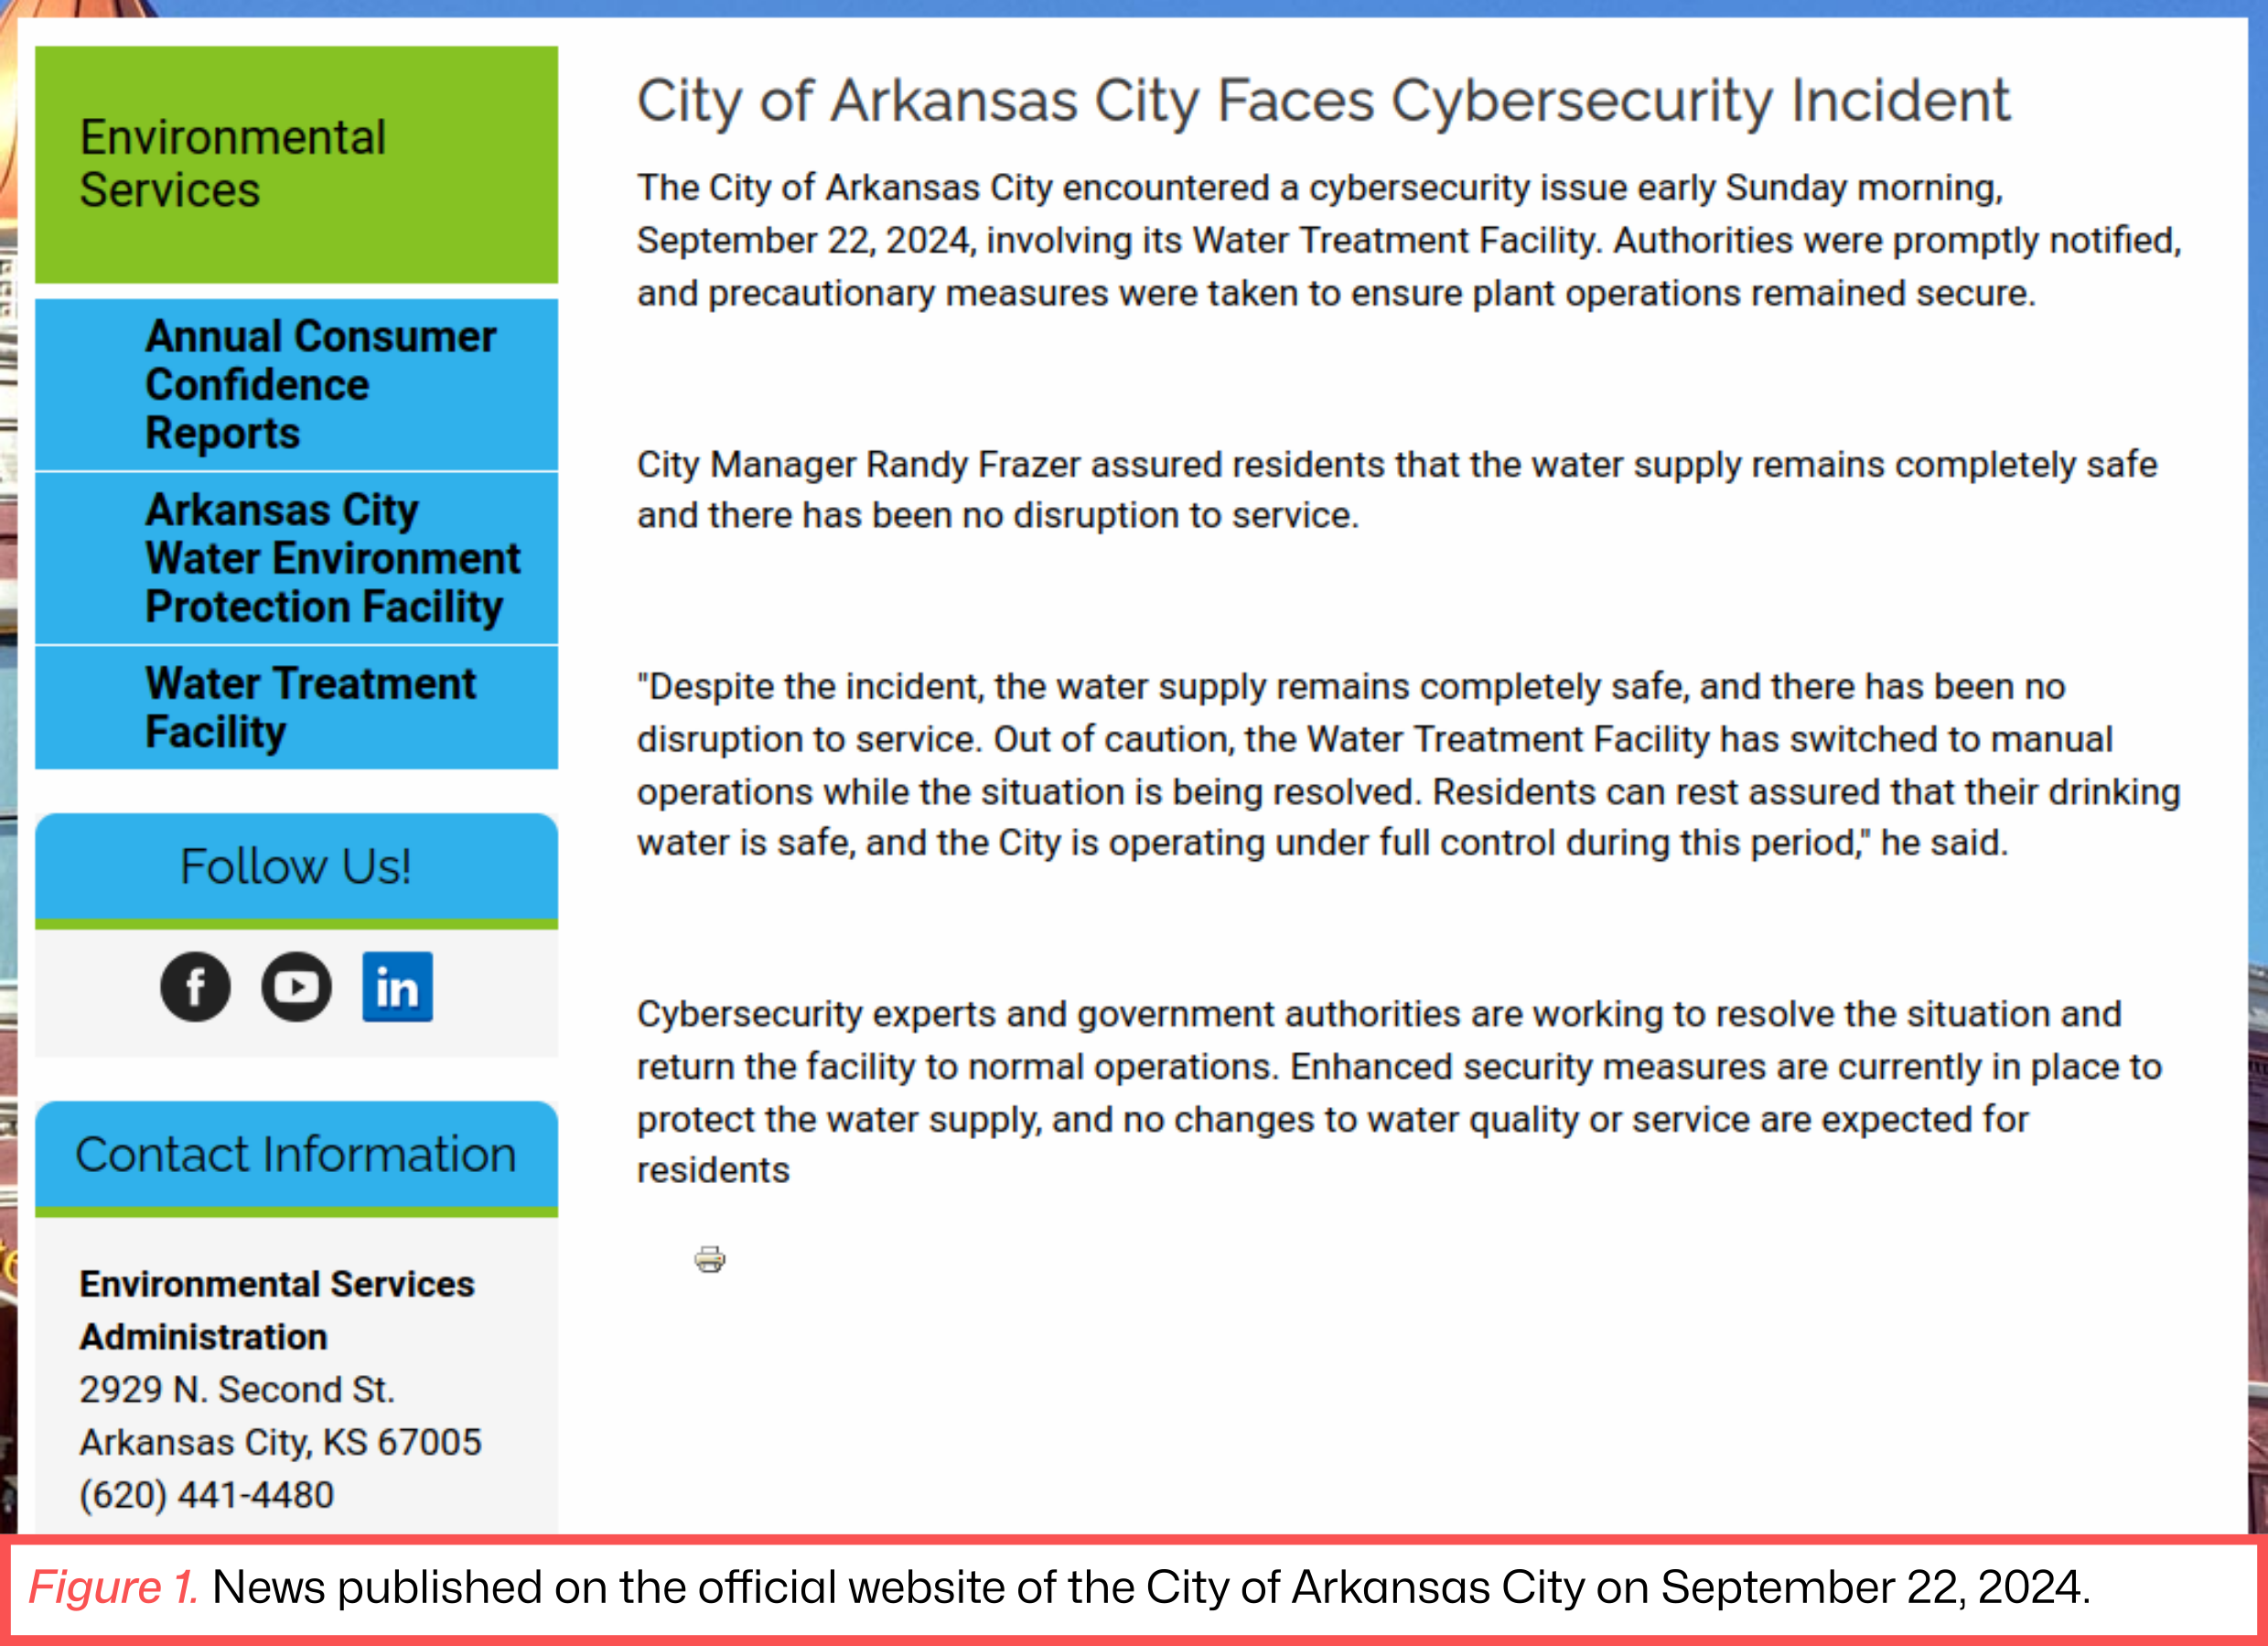 Environmental
Services
Annual Consumer
Confidence
Reports
Arkansas City
Water Environment
Protection Facility
Water Treatment
Facility
Follow Us!
f
in
Contact Information
Environmental Services
Administration
2929 N. Second St.
Arkansas City, KS 67005
(620) 441-4480
City of Arkansas City Faces Cybersecurity Incident
The City of Arkansas City encountered a cybersecurity issue early Sunday morning,
September 22, 2024, involving its Water Treatment Facility. Authorities were promptly notified,
and precautionary measures were taken to ensure plant operations remained secure.
City Manager Randy Frazer assured residents that the water supply remains completely safe
and there has been no disruption to service.
"Despite the incident, the water supply remains completely safe, and there has been no
disruption to service. Out of caution, the Water Treatment Facility has switched to manual
operations while the situation is being resolved. Residents can rest assured that their drinking
water is safe, and the City is operating under full control during this period," he said.
Cybersecurity experts and government authorities are working to resolve the situation and
return the facility to normal operations. Enhanced security measures are currently in place to
protect the water supply, and no changes to water quality or service are expected for
residents
Figure 1. News published on the official website of the City of Arkansas City on September 22, 2024.